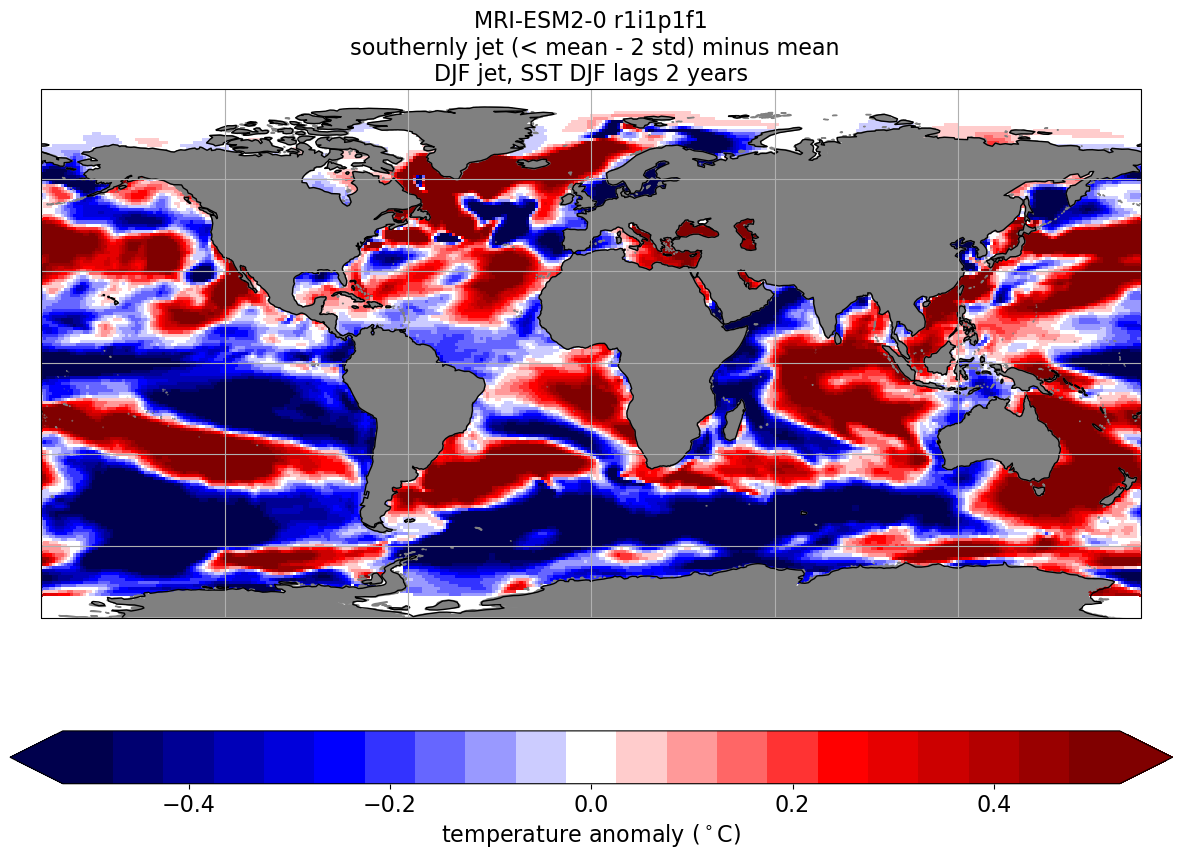 MRI-ESM2-0 r1i1p1f1
southernly jet (< mean - 2 std) minus mean
DJF jet, SST DJF lags 2 years
−0.4 −0.2 0.0 0.2 0.4
temperature anomaly (°C)